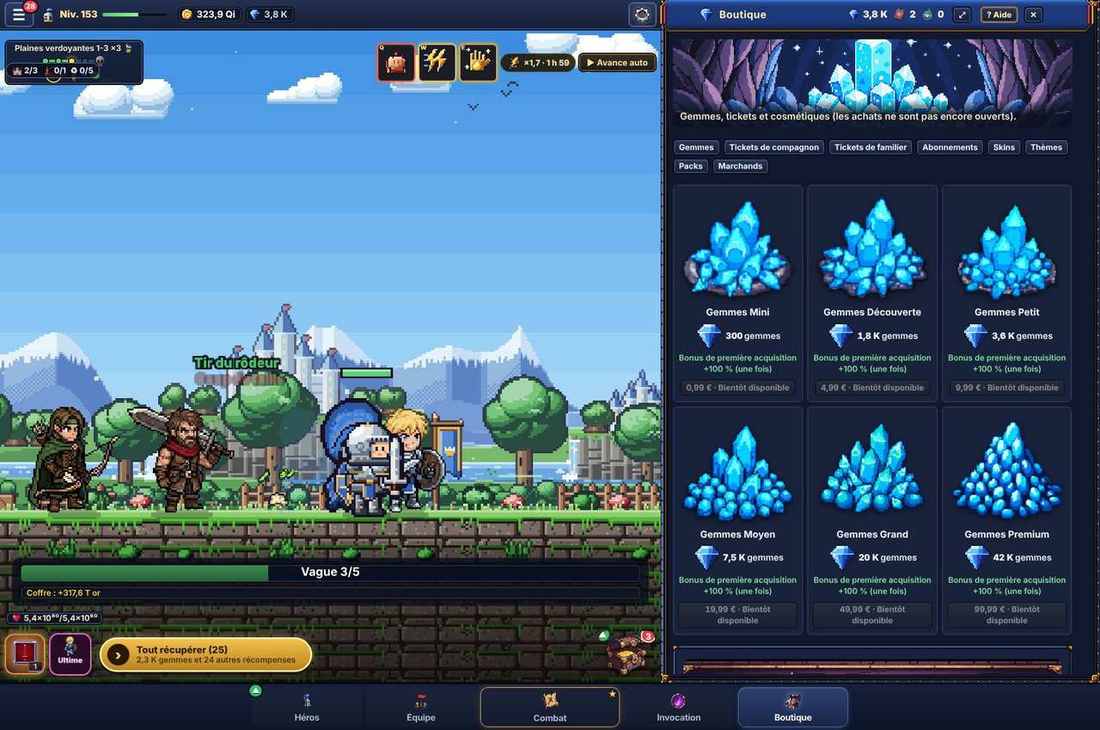 28
Niv. 153
323,9 Qi
3,8 K
Boutique
3,8 K
2
0
? Aide
Plaines verdoyantes 1-3 ×3
2/3
0/1
0/5
Q
W
×1,7 · 1 h 59
Avance auto
Gemmes, tickets et cosmétiques (les achats ne sont pas encore ouverts).
Gemmes
Tickets de compagnon
Tickets de familier
Abonnements
Skins
Thèmes
Packs
Marchands
Gemmes Mini
300 gemmes
Bonus de première acquisition
+100 % (une fois)
0,99 € · Bientôt disponible
Gemmes Découverte
1,8 K gemmes
Bonus de première acquisition
+100 % (une fois)
4,99 € · Bientôt disponible
Gemmes Petit
3,6 K gemmes
Bonus de première acquisition
+100 % (une fois)
9,99 € · Bientôt disponible
Gemmes Moyen
7,5 K gemmes
Bonus de première acquisition
+100 % (une fois)
19,99 € · Bientôt
disponible
Gemmes Grand
20 K gemmes
Bonus de première acquisition
+100 % (une fois)
49,99 € · Bientôt
disponible
Gemmes Premium
42 K gemmes
Bonus de première acquisition
+100 % (une fois)
99,99 € · Bientôt
disponible
Tir du rôdeur
Vague 3/5
Coffre : +317,6 T or
5,4×10⁸⁰/5,4×10⁸⁰
1
Ultime
Tout récupérer (25)
2,3 K gemmes et 24 autres récompenses
3
Héros
Équipe
Combat
Invocation
Boutique